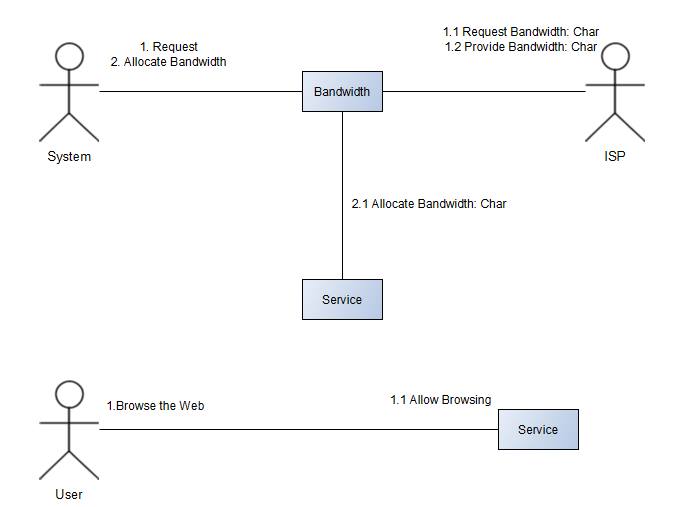 1.1 Request Bandwidth: Char
1.2 Provide Bandwidth: Char
1. Request
2. Allocate Bandwidth
Bandwidth
System
ISP
2.1 Allocate Bandwidth: Char
Service
1.Browse the Web
1.1 Allow Browsing
Service
User